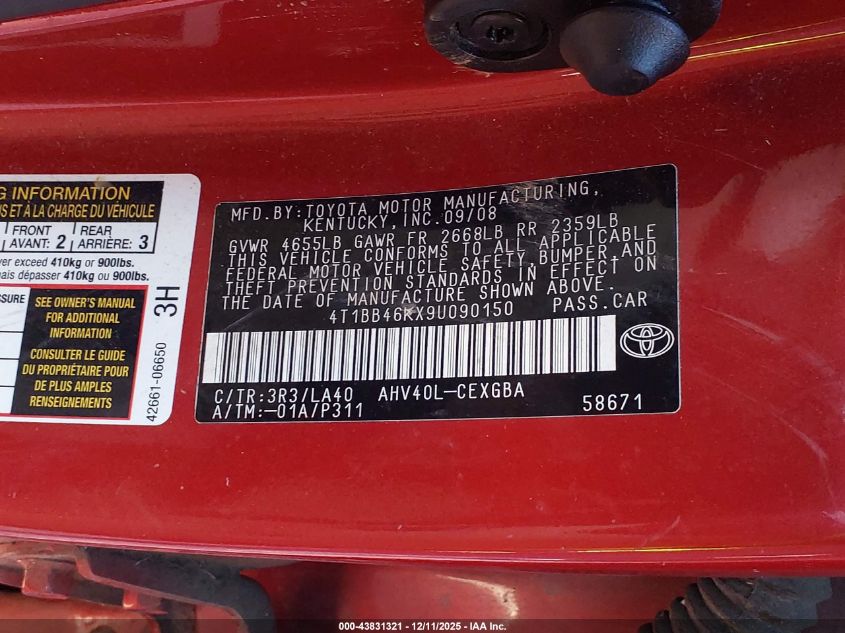 G INFORMATION
S ET À LA CHARGE DU VÉHICULE
FRONT
AVANT: 2
REAR
ARRIÈRE: 3
ver exceed 410kg or 900lbs.
mais dépasser 410kg ou 900lbs.
SSURE
SEE OWNER'S MANUAL
FOR ADDITIONAL
INFORMATION
CONSULTER LE GUIDE
DU PROPRIÉTAIRE POUR
DE PLUS AMPLES
RENSEIGNEMENTS
3H
42661-06650
MFD.BY:TOYOTA MOTOR MANUFACTURING,
KENTUCKY, INC.09/08
GVWR 4655LB GAWR FR 2668LB RR 2359LB
THIS VEHICLE CONFORMS TO ALL APPLICABLE
FEDERAL MOTOR VEHICLE SAFETY,BUMPER,AND
THEFT PREVENTION STANDARDS IN EFFECT ON
THE DATE OF MANUFACTURE SHOWN ABOVE.
4T1BB46KX9U090150 PASS.CAR
C/TR:3R3/LA40 AHV40L-CEXGBA
A/TM:-01A/P311 58671
000-43831321 - 12/11/2025 - IAA Inc.